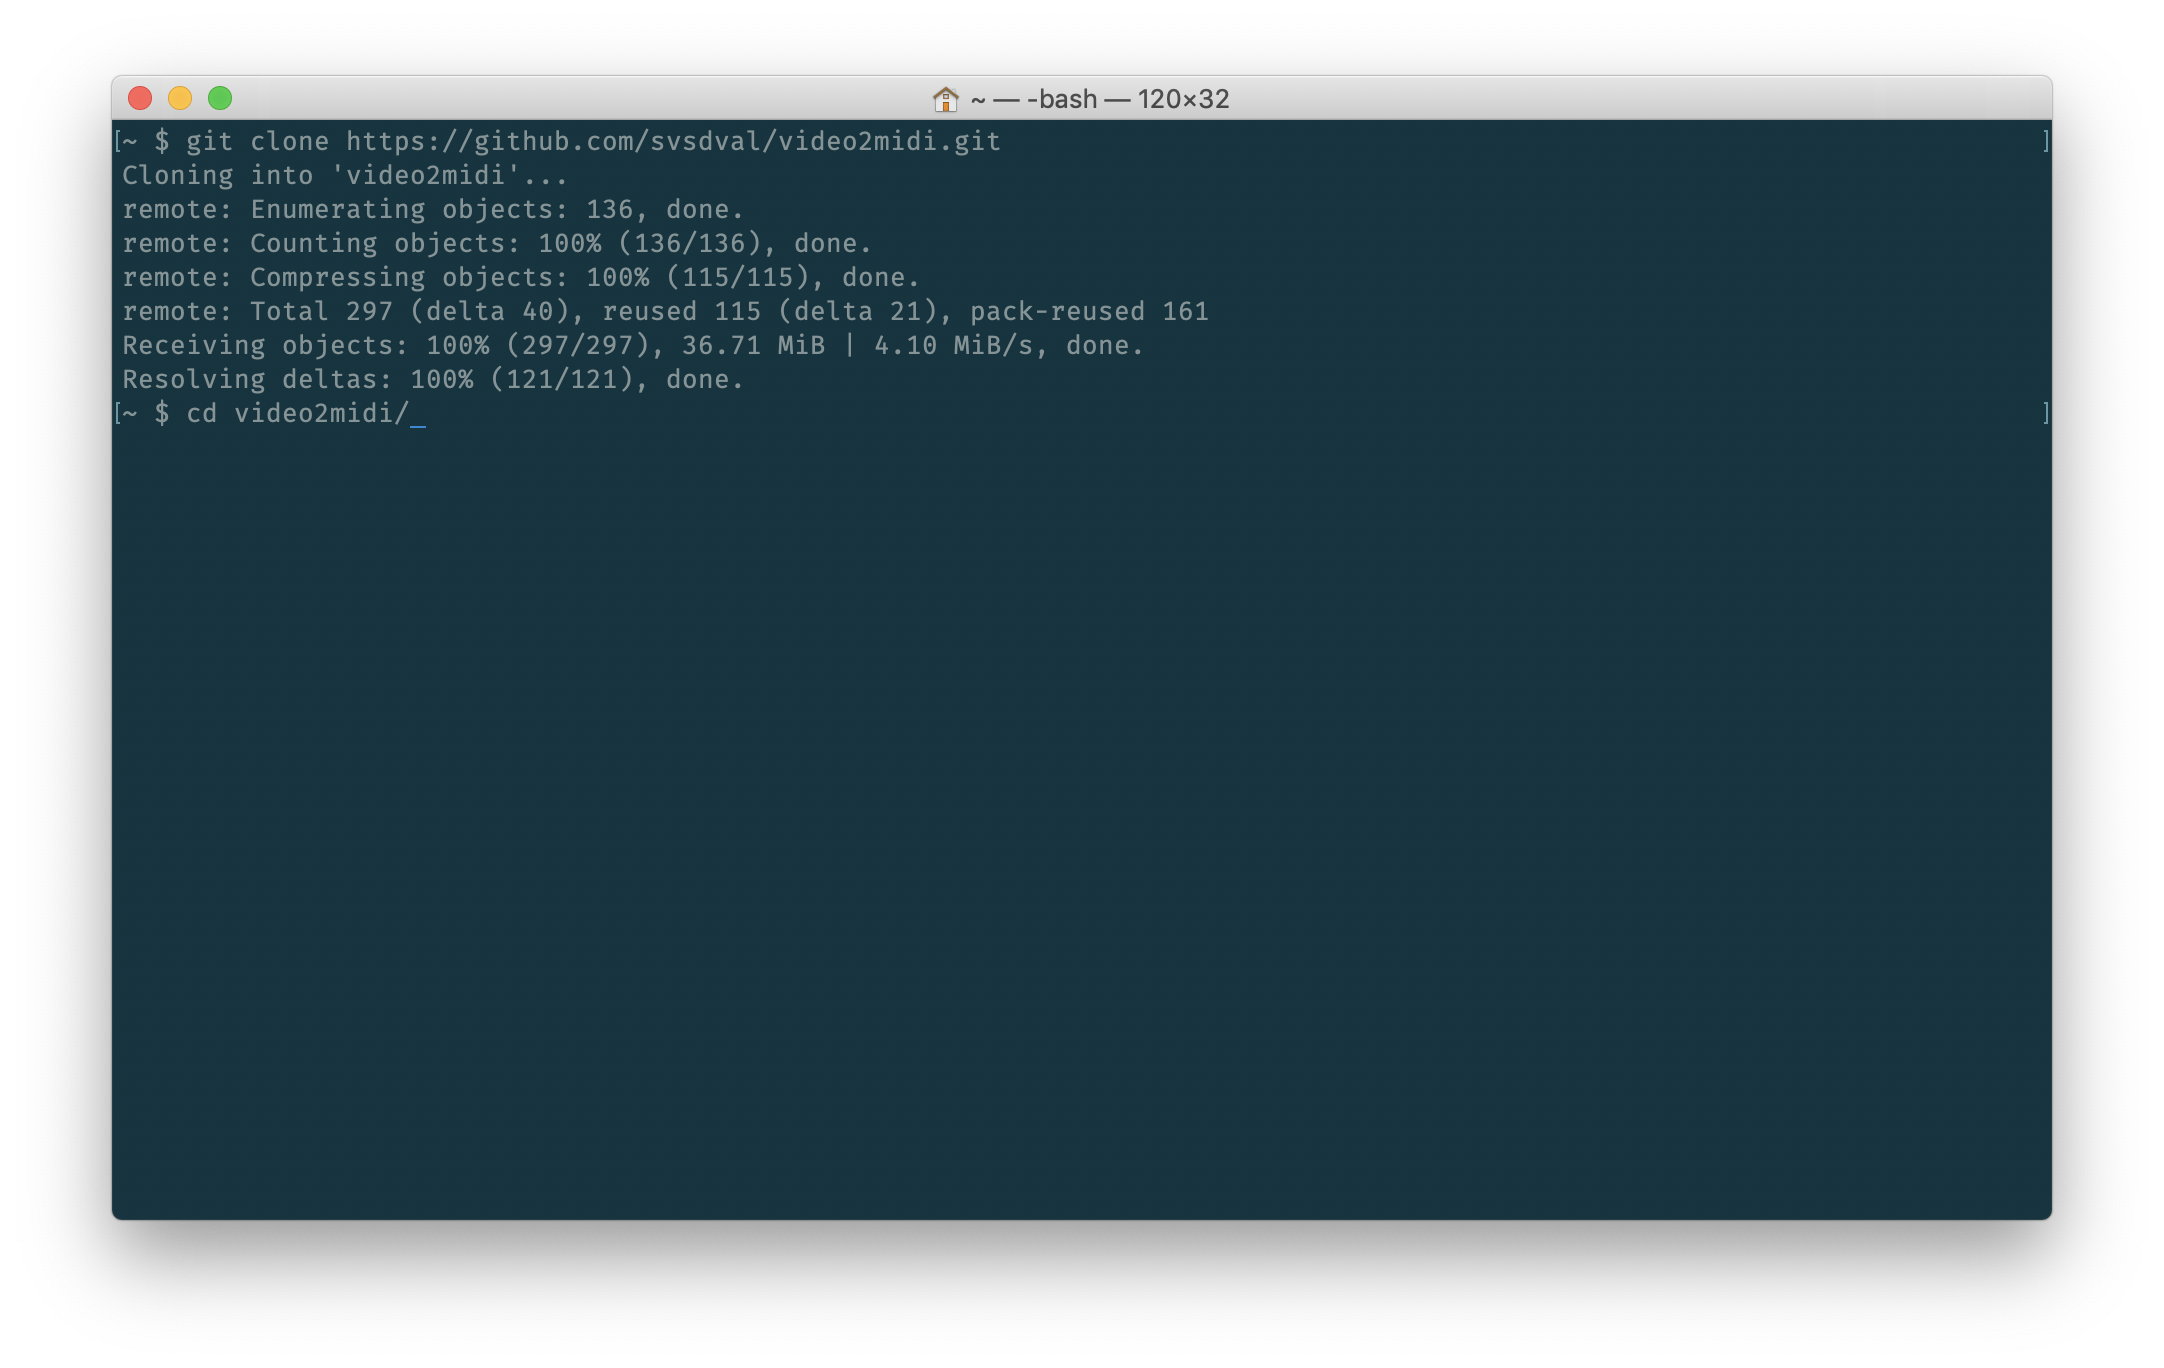 ~ — -bash — 120×32
[~ $ git clone https://github.com/svsdval/video2midi.git ]
Cloning into 'video2midi'...
remote: Enumerating objects: 136, done.
remote: Counting objects: 100% (136/136), done.
remote: Compressing objects: 100% (115/115), done.
remote: Total 297 (delta 40), reused 115 (delta 21), pack-reused 161
Receiving objects: 100% (297/297), 36.71 MiB | 4.10 MiB/s, done.
Resolving deltas: 100% (121/121), done.
[~ $ cd video2midi/_ ]